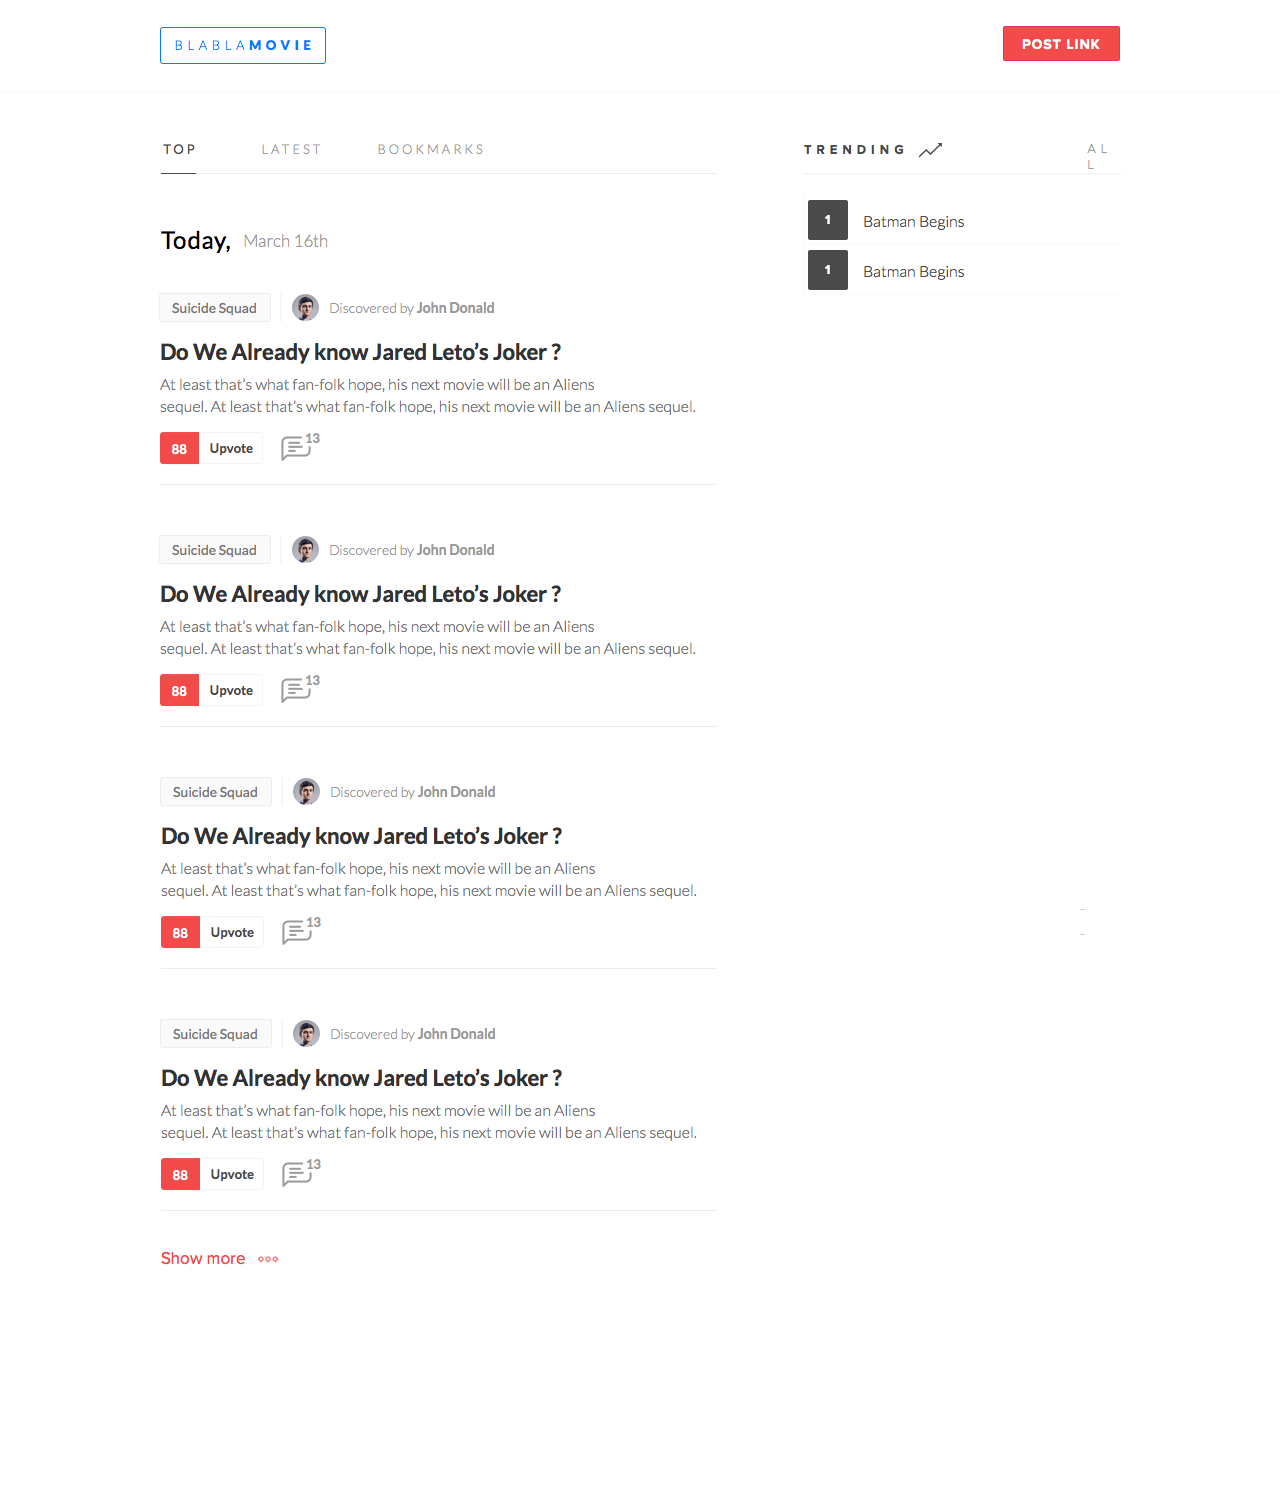 BLABLAMOVIE
POST LINK
TOP
LATEST
BOOKMARKS
Today, March 16th
Suicide Squad
Discovered by John Donald
Do We Already know Jared Leto’s Joker ?
At least that’s what fan-folk hope, his next movie will be an Aliens
sequel. At least that’s what fan-folk hope, his next movie will be an Aliens sequel.
88 Upvote 13
Suicide Squad
Discovered by John Donald
Do We Already know Jared Leto’s Joker ?
At least that’s what fan-folk hope, his next movie will be an Aliens
sequel. At least that’s what fan-folk hope, his next movie will be an Aliens sequel.
88 Upvote 13
Suicide Squad
Discovered by John Donald
Do We Already know Jared Leto’s Joker ?
At least that’s what fan-folk hope, his next movie will be an Aliens
sequel. At least that’s what fan-folk hope, his next movie will be an Aliens sequel.
88 Upvote 13
Suicide Squad
Discovered by John Donald
Do We Already know Jared Leto’s Joker ?
At least that’s what fan-folk hope, his next movie will be an Aliens
sequel. At least that’s what fan-folk hope, his next movie will be an Aliens sequel.
88 Upvote 13
Show more
TRENDING
AL
L
1 Batman Begins
1 Batman Begins
–
–